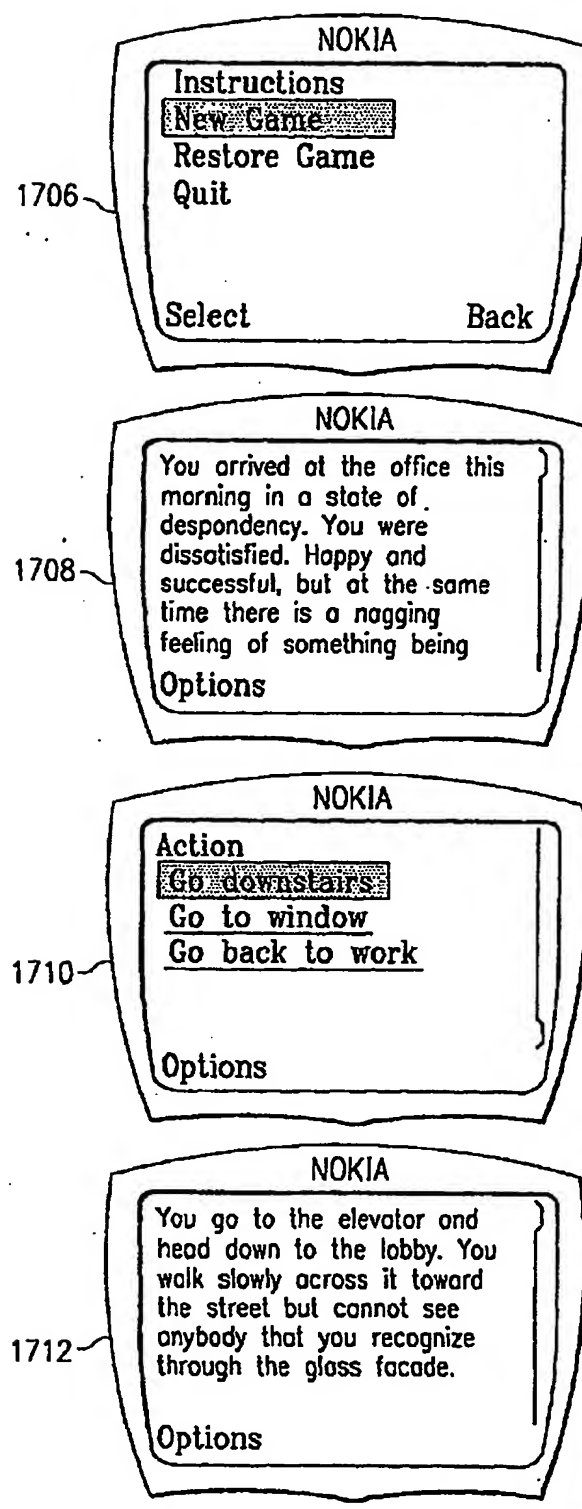 NOKIA
Instructions
New Game
Restore Game
Quit
1706
Select Back
NOKIA
You arrived at the office this
morning in a state of
despondency. You were
dissatisfied. Happy and
successful, but at the same
time there is a nagging
feeling of something being
1708
Options
NOKIA
Action
Go downstairs
Go to window
Go back to work
1710
Options
NOKIA
You go to the elevator and
head down to the lobby. You
walk slowly across it toward
the street but cannot see
anybody that you recognize
through the glass facade.
1712
Options